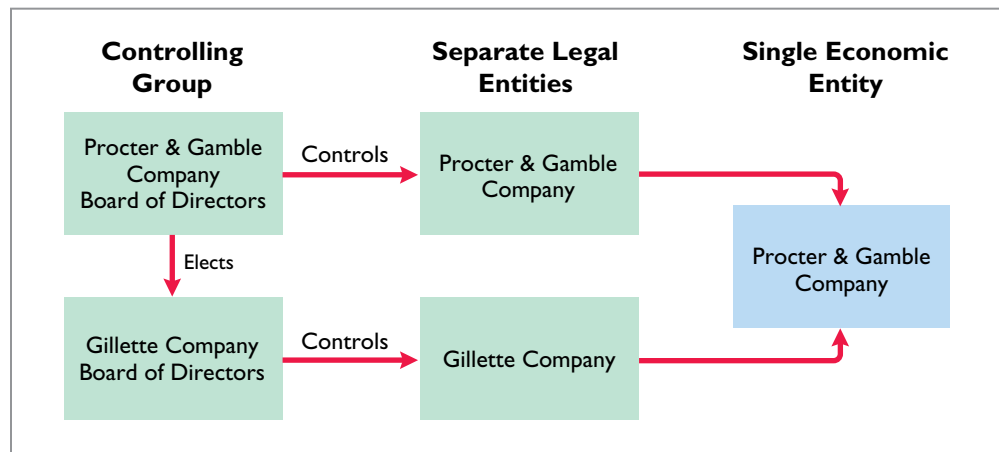 Controlling
Group
Separate Legal
Entities
Single Economic
Entity
Procter & Gamble
Company
Board of Directors
Controls
Procter & Gamble
Company
Elects
Procter & Gamble
Company
Gillette Company
Board of Directors
Controls
Gillette Company